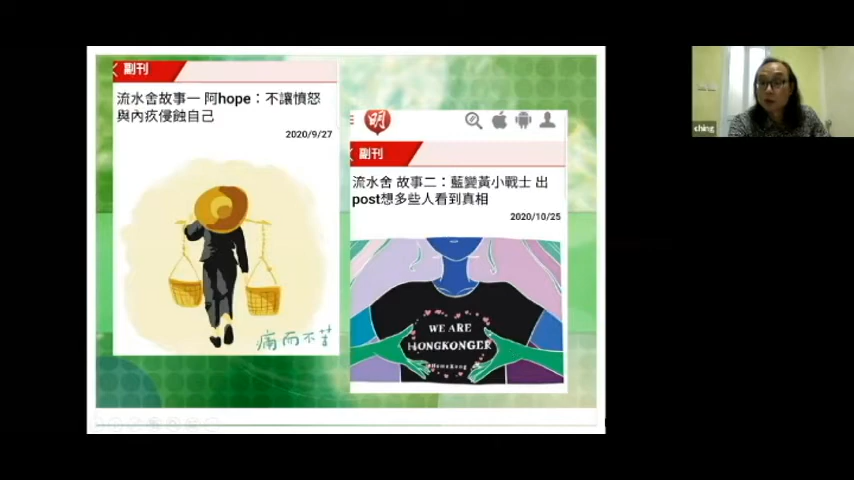 副刊
流水舍故事一 阿hope：不讓憤怒
與內疚侵蝕自己
2020/9/27
痛而不苦
明
副刊
流水舍 故事二：藍變黃小戰士 出
post想多些人看到真相
2020/10/25
WE ARE
HONGKONGER
#HomeKong
ching